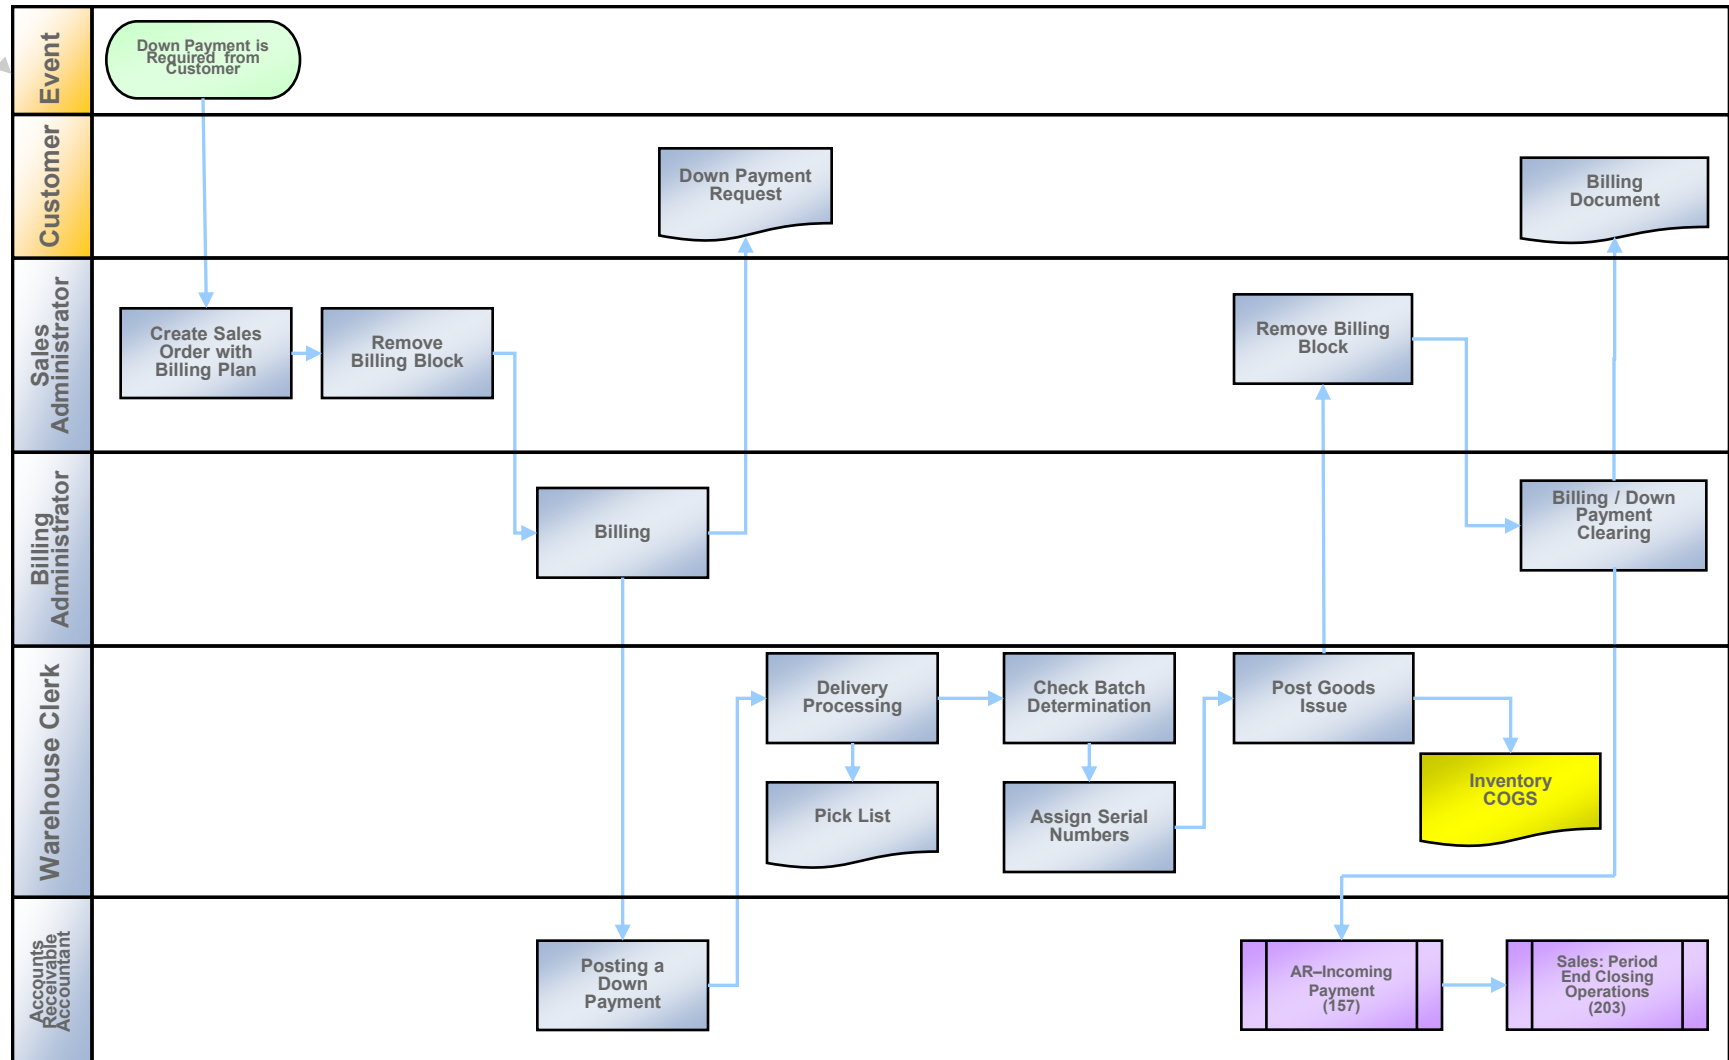 Event
Down Payment is
Required from
Customer
Customer
Down Payment
Request
Billing
Document
Sales
Administrator
Create Sales
Order with
Billing Plan
Remove
Billing Block
Remove Billing
Block
Billing
Administrator
Billing
Billing / Down
Payment
Clearing
Warehouse Clerk
Delivery
Processing
Check Batch
Determination
Post Goods
Issue
Pick List
Assign Serial
Numbers
Inventory
COGS
Accounts
Receivable
Accountant
Posting a
Down
Payment
AR–Incoming
Payment
(157)
Sales: Period
End Closing
Operations
(203)